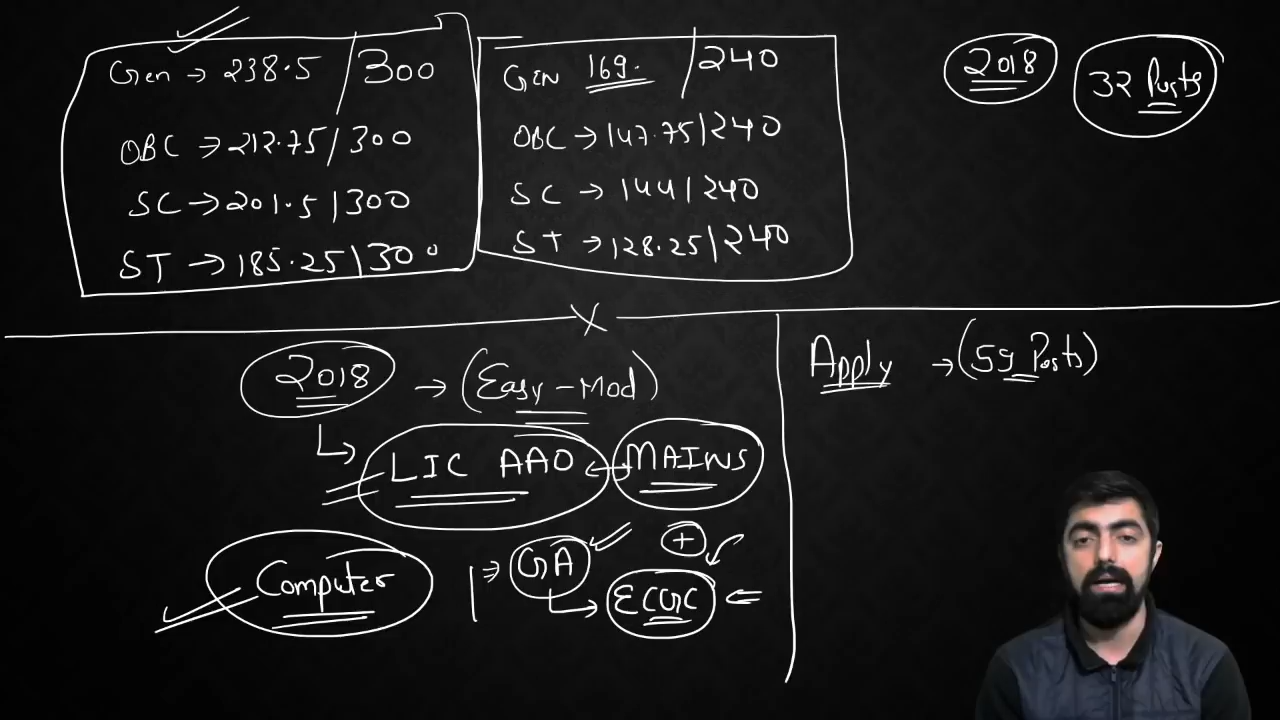 Gen → 238.5 / 300
OBC → 212.75 / 300
SC → 201.5 / 300
ST → 185.25 / 300
GEN 169. / 240
OBC → 147.75 / 240
SC → 144 / 240
ST → 128.25 / 240
2018 32 Posts
2018 → (Easy - Mod)
LIC AAO MAINS
Computer ⇒ GA + ECGC
Apply → (59 Posts)